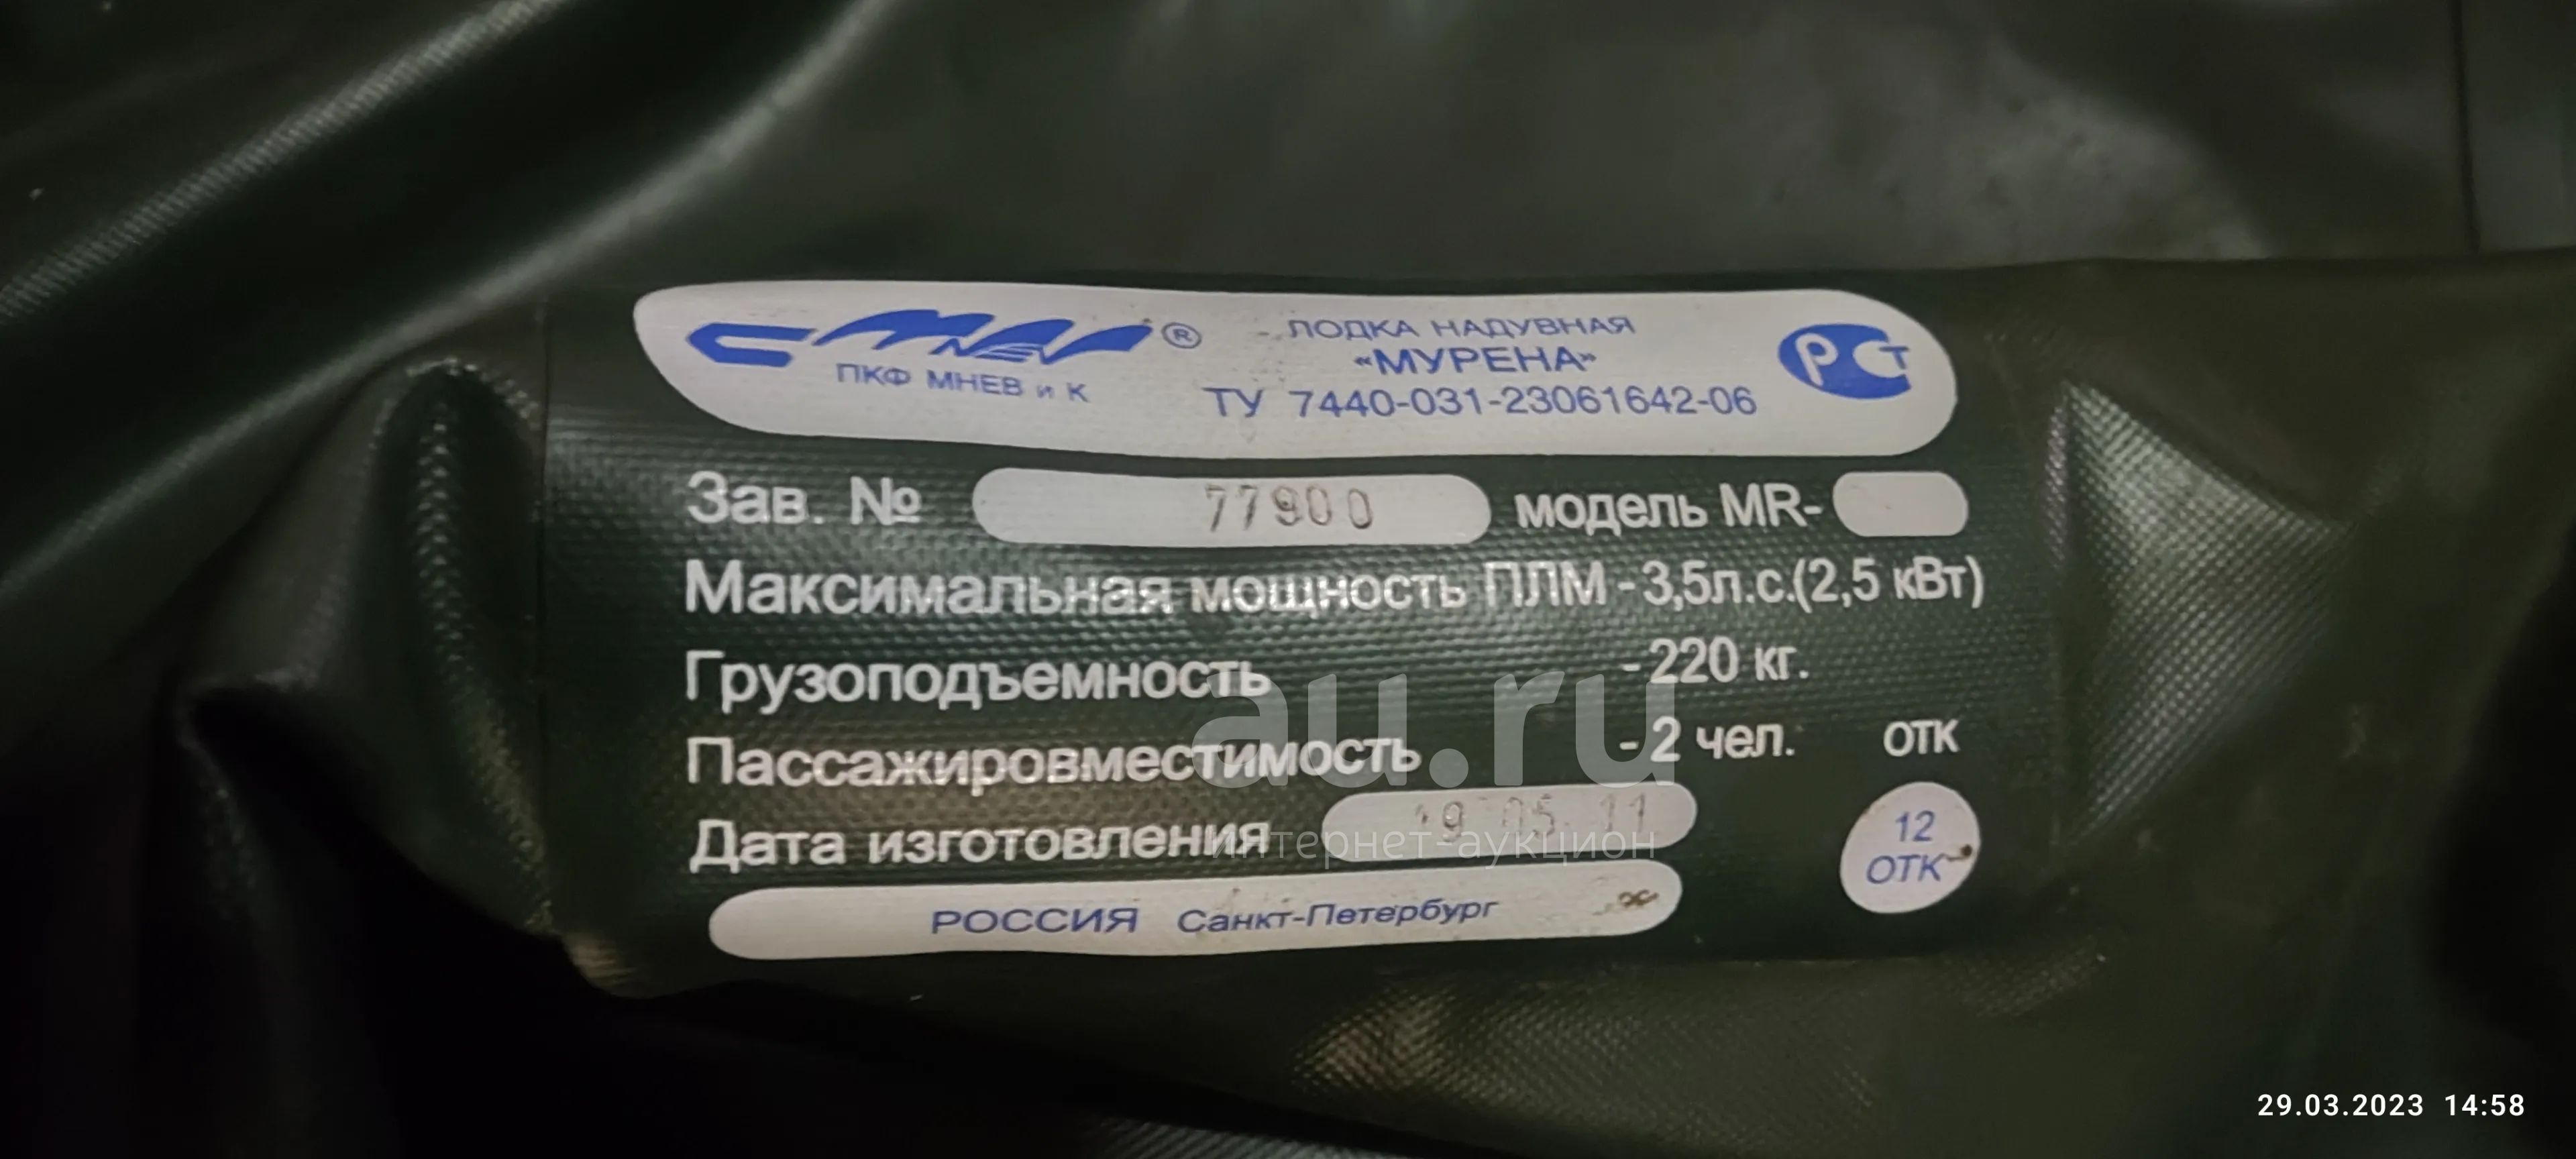 MNEV ®
ПКФ МНЕВ и К
ЛОДКА НАДУВНАЯ
«МУРЕНА»
ТУ 7440-031-23061642-06
РСТ
Зав. № 77900 модель MR-
Максимальная мощность ПЛМ -3,5л.с.(2,5 кВт)
Грузоподъемность -220 кг.
Пассажировместимость -2 чел. ОТК
Дата изготовления 19 05. 11
12
ОТК
РОССИЯ Санкт-Петербург
au.ru
интернет-аукцион
29.03.2023 14:58